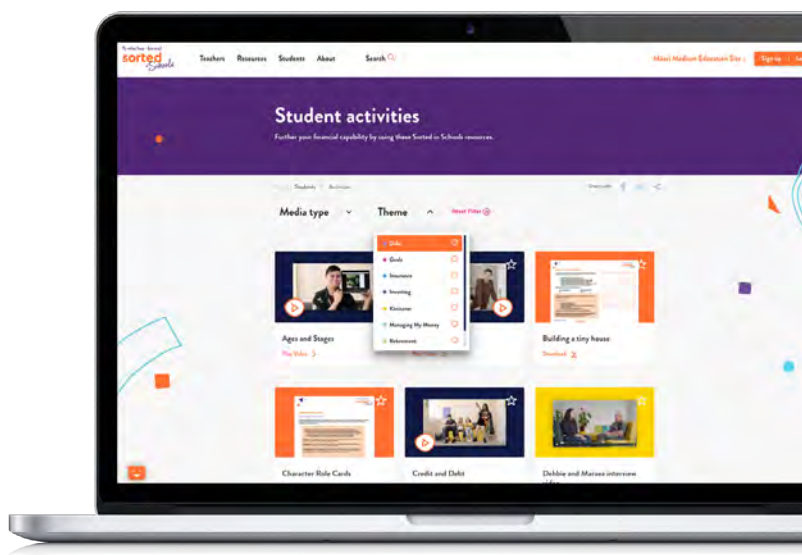 sorted
Schools
Teachers Resources Students About Search
Māori Medium Education Site
Sign up
Student activities
Further your financial capability by using these Sorted in Schools resources.
Students Activities
Media type Theme Reset Filter
Debt
Goals
Insurance
Investing
Kiwisaver
Managing My Money
Retirement
Ages and Stages
Play Video
Building a tiny house
Download
Character Role Cards
Credit and Debt
Debbie and Maraea interview
video